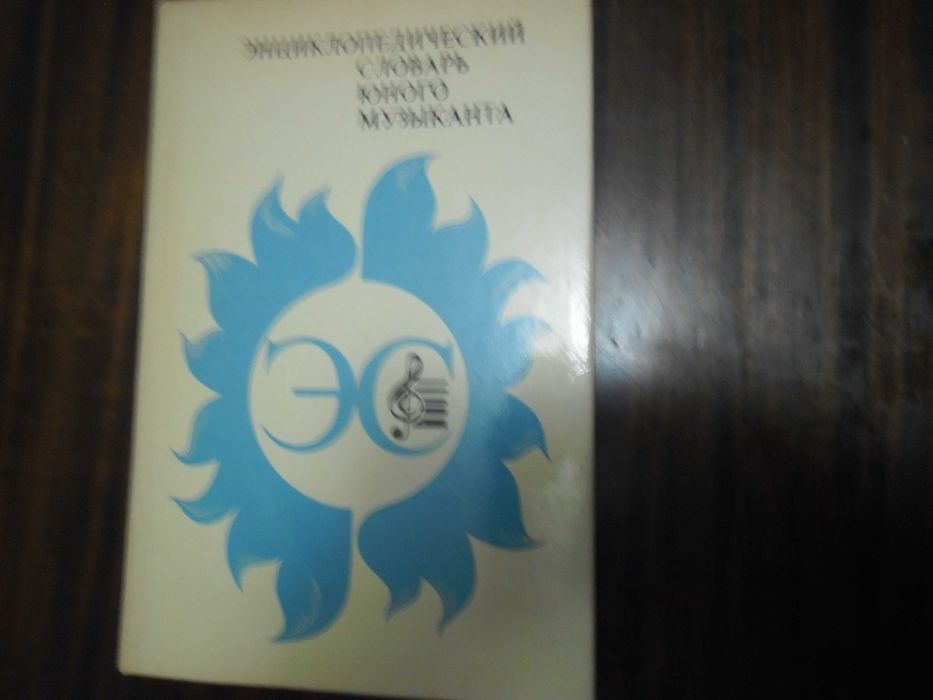 ЭНЦИКЛОПЕДИЧЕСКИЙ
СЛОВАРЬ
ЮНОГО
МУЗЫКАНТА
ЭС